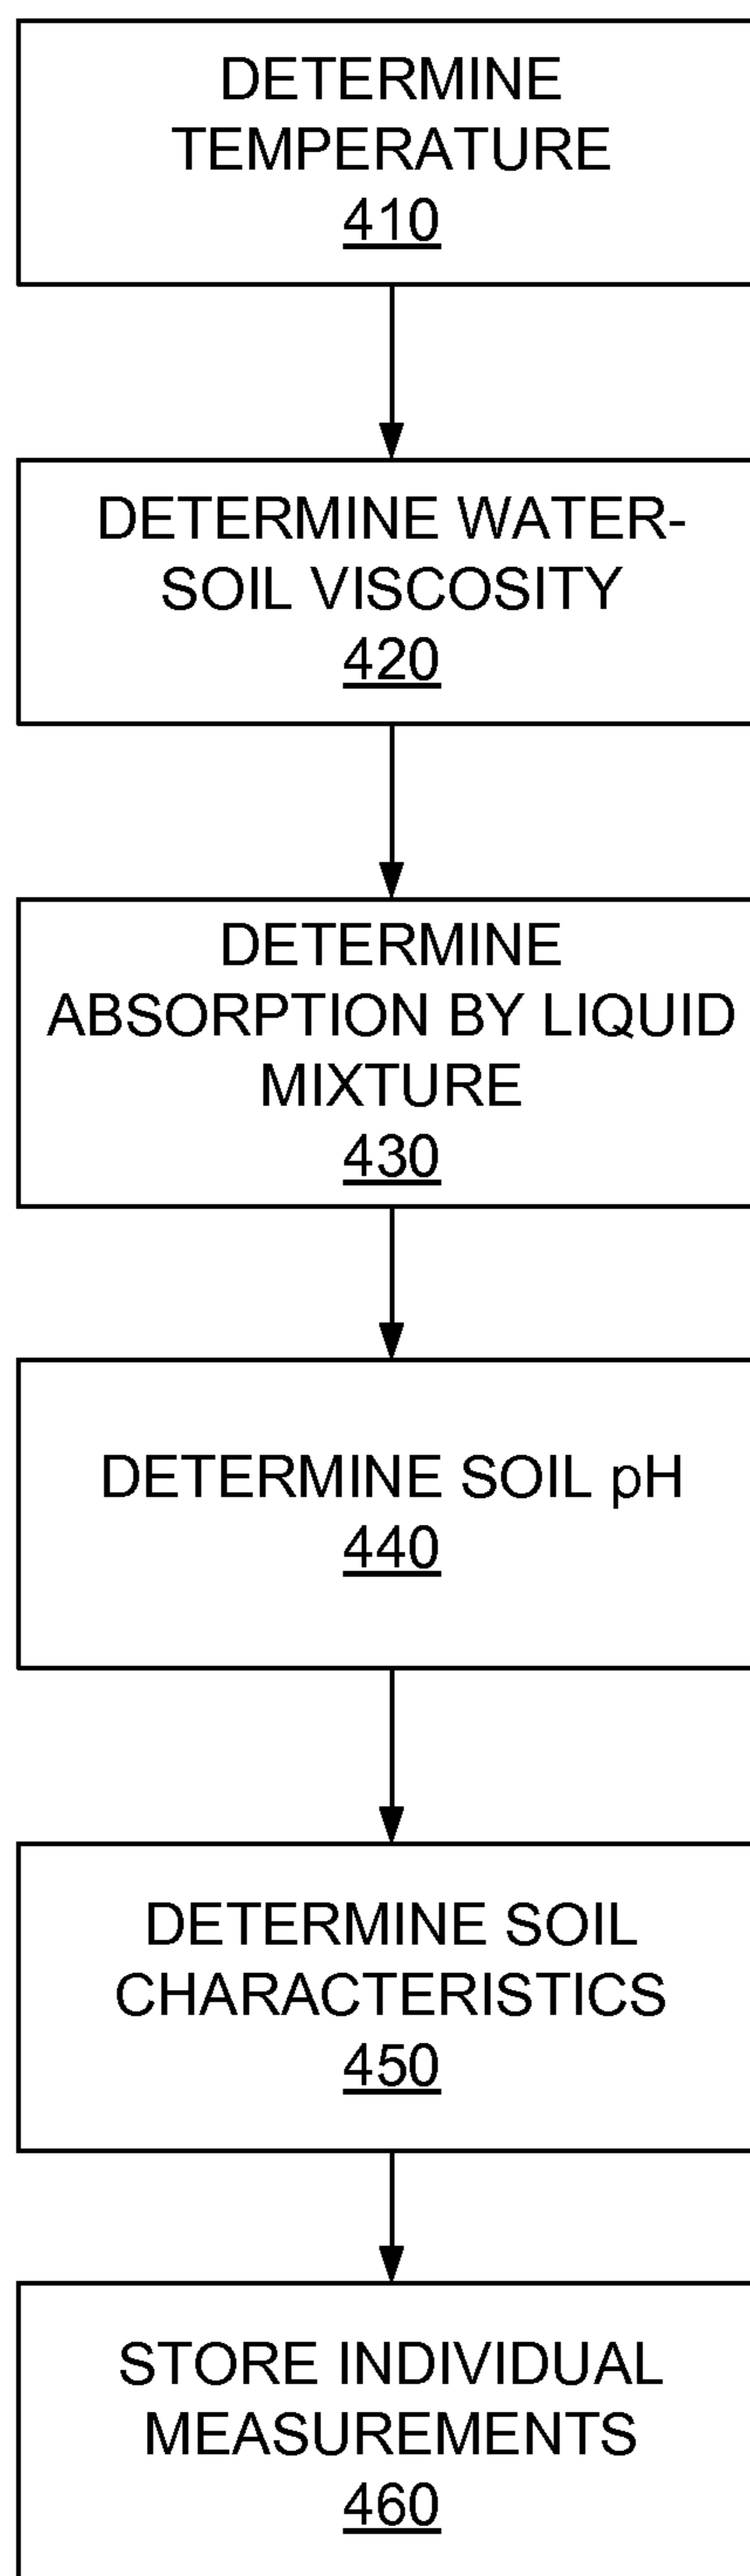 DETERMINE
TEMPERATURE
410
DETERMINE WATER-
SOIL VISCOSITY
420
DETERMINE
ABSORPTION BY LIQUID
MIXTURE
430
DETERMINE SOIL pH
440
DETERMINE SOIL
CHARACTERISTICS
450
STORE INDIVIDUAL
MEASUREMENTS
460